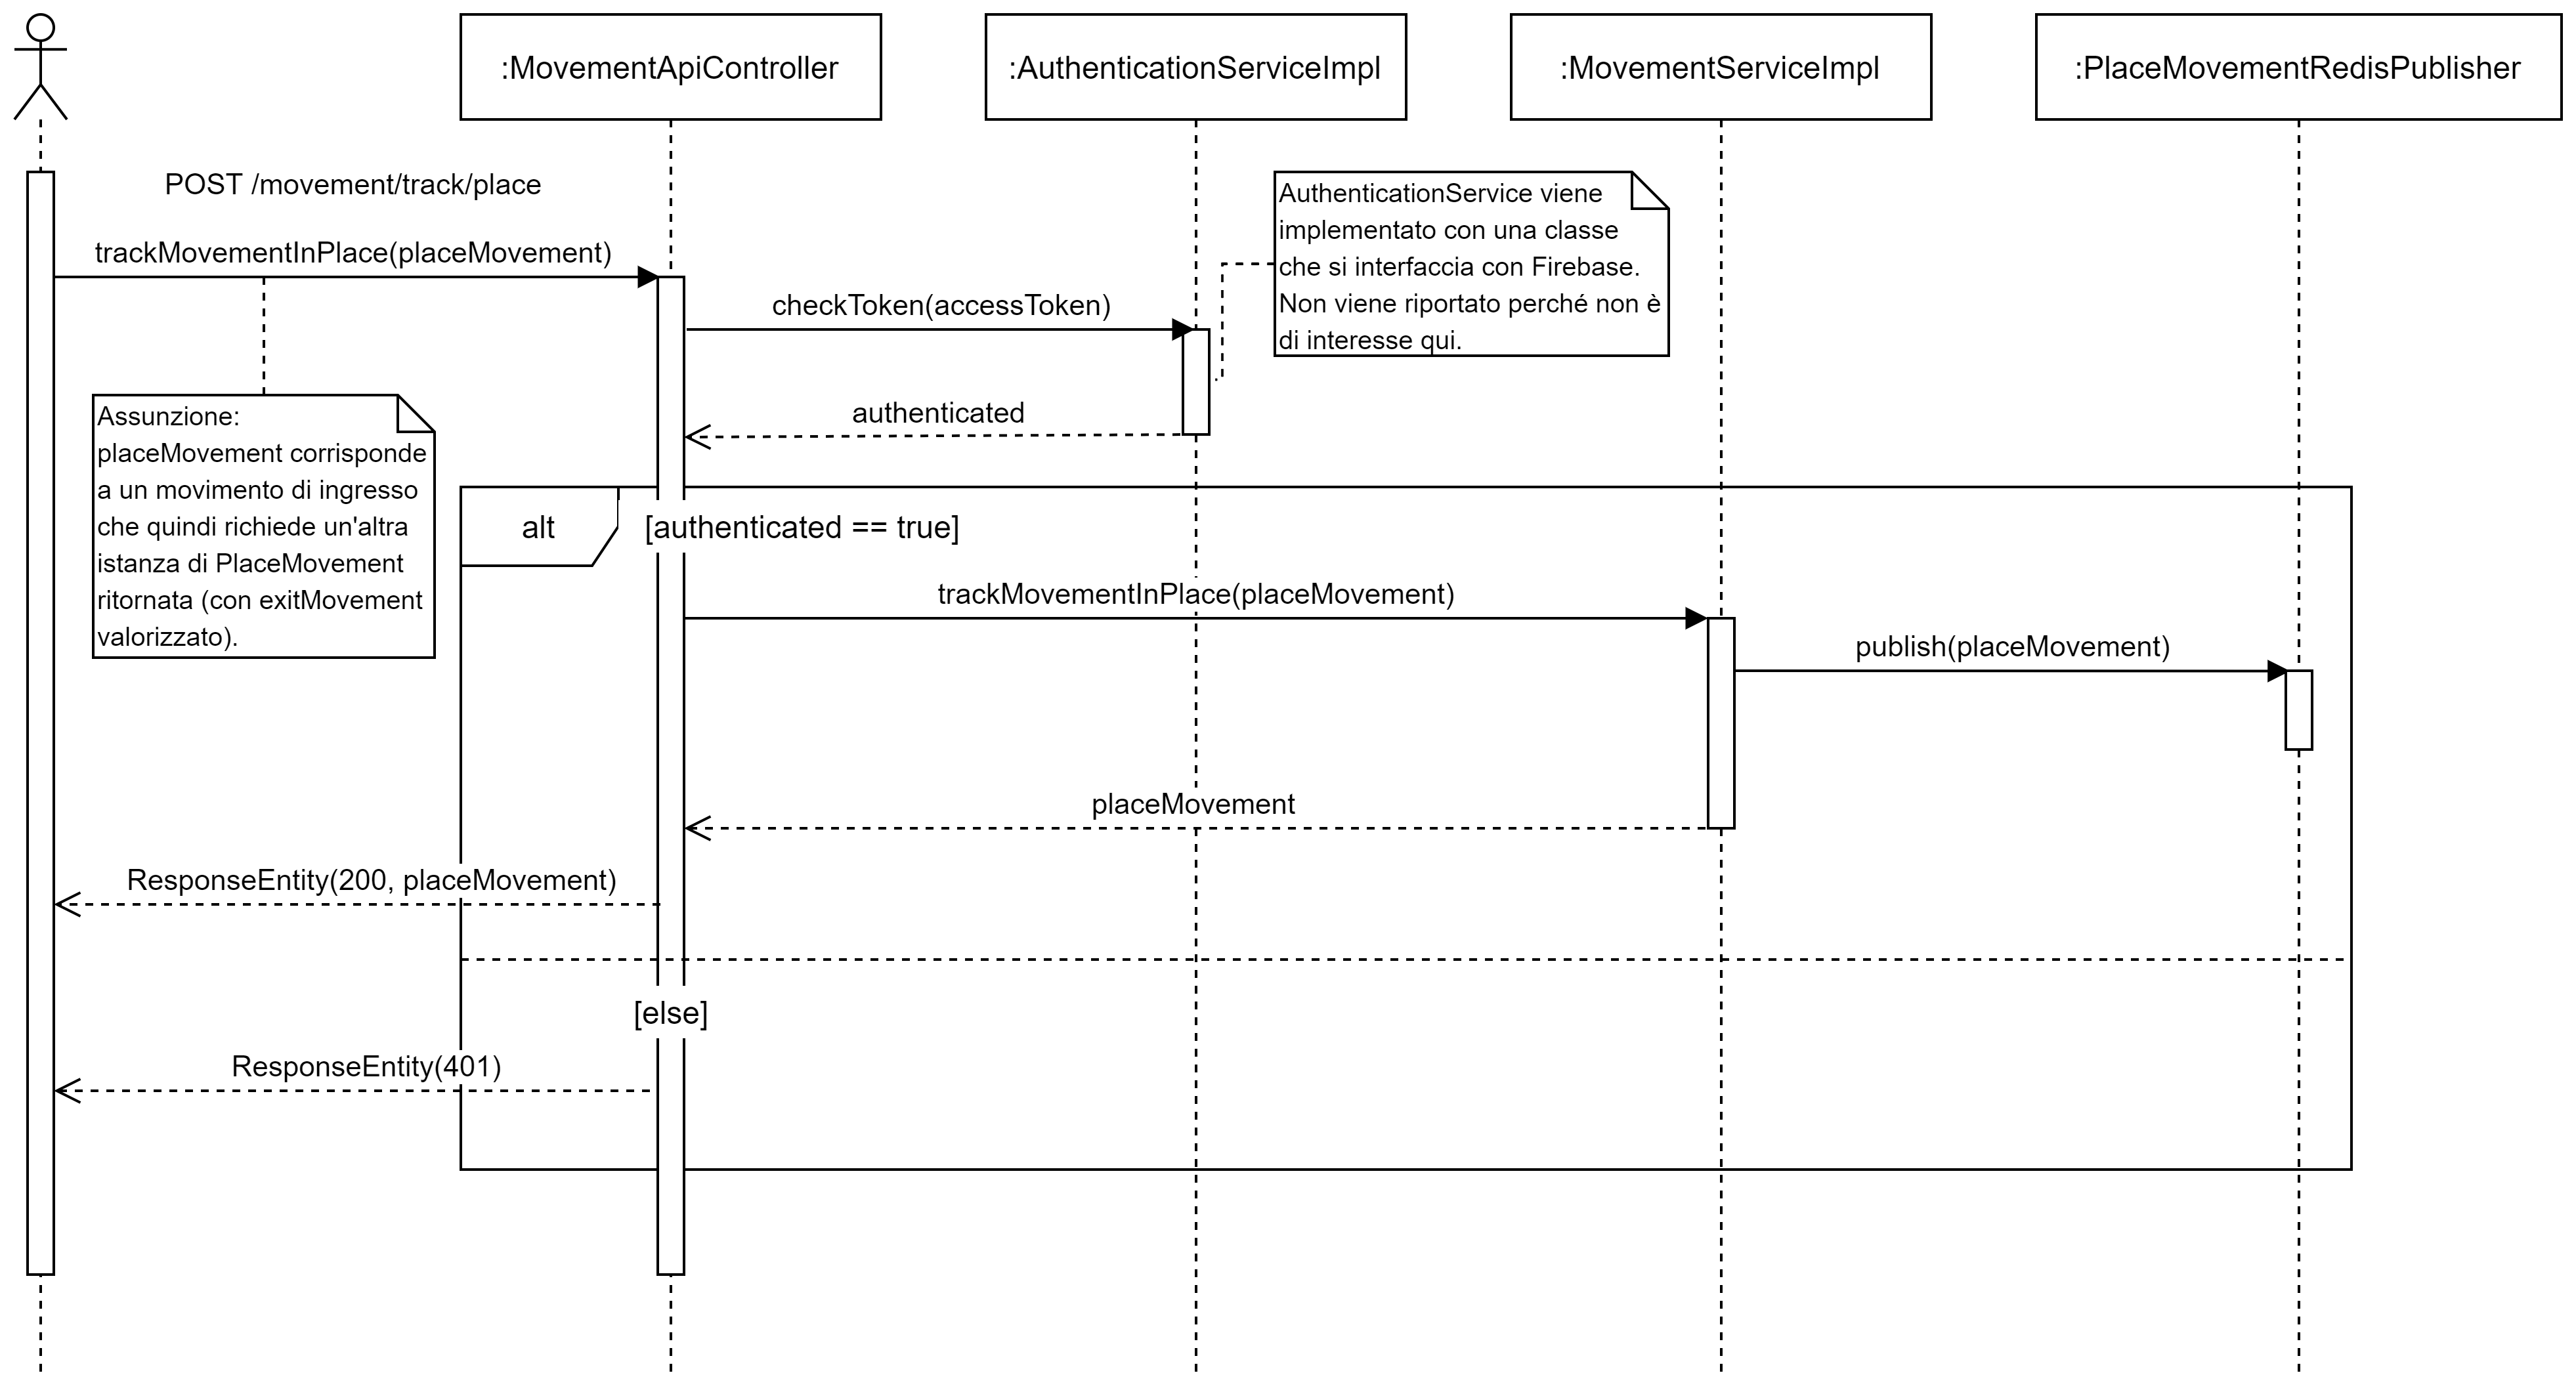 :MovementApiController
:AuthenticationServiceImpl
:MovementServiceImpl
:PlaceMovementRedisPublisher
POST /movement/track/place
AuthenticationService viene
implementato con una classe
che si interfaccia con Firebase.
Non viene riportato perché non è
di interesse qui.
trackMovementInPlace(placeMovement)
checkToken(accessToken)
authenticated
Assunzione:
placeMovement corrisponde
a un movimento di ingresso
che quindi richiede un'altra
istanza di PlaceMovement
ritornata (con exitMovement
valorizzato).
alt
[authenticated == true]
trackMovementInPlace(placeMovement)
publish(placeMovement)
placeMovement
ResponseEntity(200, placeMovement)
[else]
ResponseEntity(401)